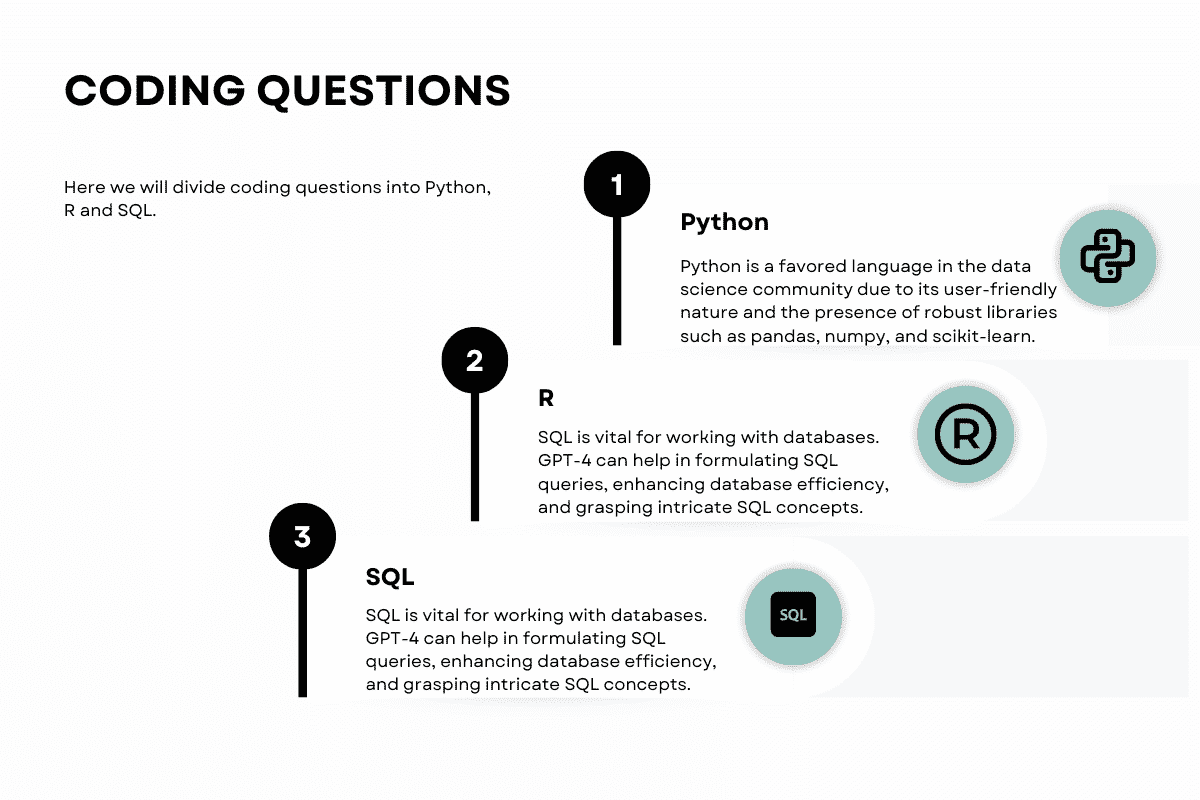 CODING QUESTIONS
Here we will divide coding questions into Python,
R and SQL.
1
Python
Python is a favored language in the data
science community due to its user-friendly
nature and the presence of robust libraries
such as pandas, numpy, and scikit-learn.
2
R
SQL is vital for working with databases.
GPT-4 can help in formulating SQL
queries, enhancing database efficiency,
and grasping intricate SQL concepts.
R
3
SQL
SQL is vital for working with databases.
GPT-4 can help in formulating SQL
queries, enhancing database efficiency,
and grasping intricate SQL concepts.
SQL